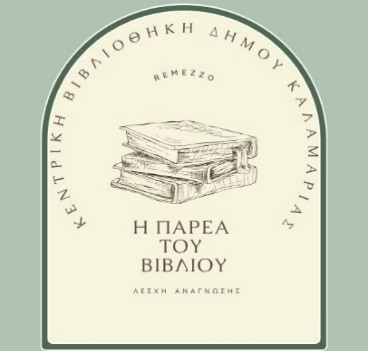 ΚΕΝΤΡΙΚΗ ΒΙΒΛΙΟΘΗΚΗ ΔΗΜΟΥ ΚΑΛΑΜΑΡΙΑΣ
REMEZZO
Η ΠΑΡΕΑ
ΤΟΥ
ΒΙΒΛΙΟΥ
ΛΕΣΧΗ ΑΝΑΓΝΩΣΗΣ